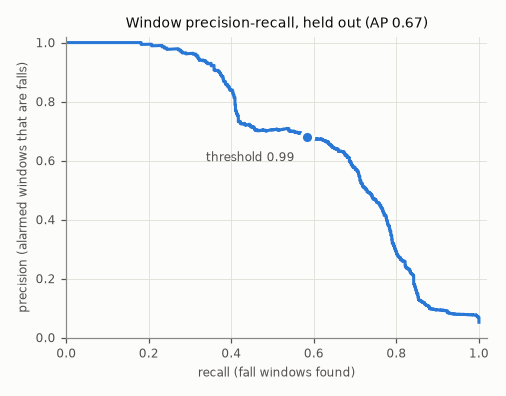 Window precision-recall, held out (AP 0.67)
precision (alarmed windows that are falls)
1.0
0.8
0.6
0.4
0.2
0.0
threshold 0.99
0.0 0.2 0.4 0.6 0.8 1.0
recall (fall windows found)